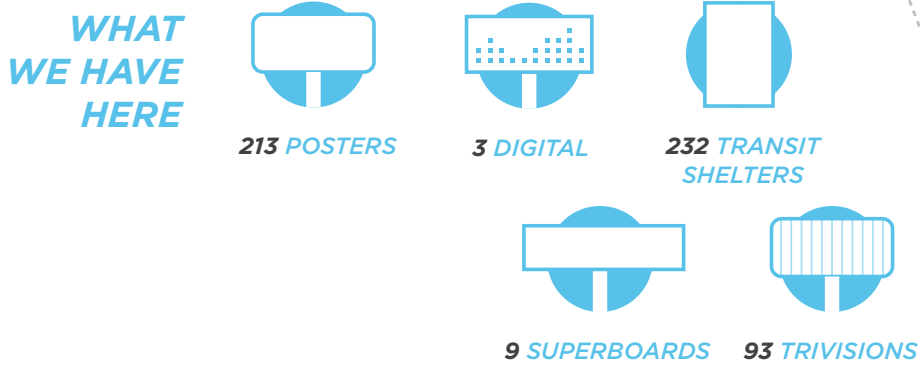 WHAT
WE HAVE
HERE
213 POSTERS
3 DIGITAL
232 TRANSIT
SHELTERS
9 SUPERBOARDS
93 TRIVISIONS